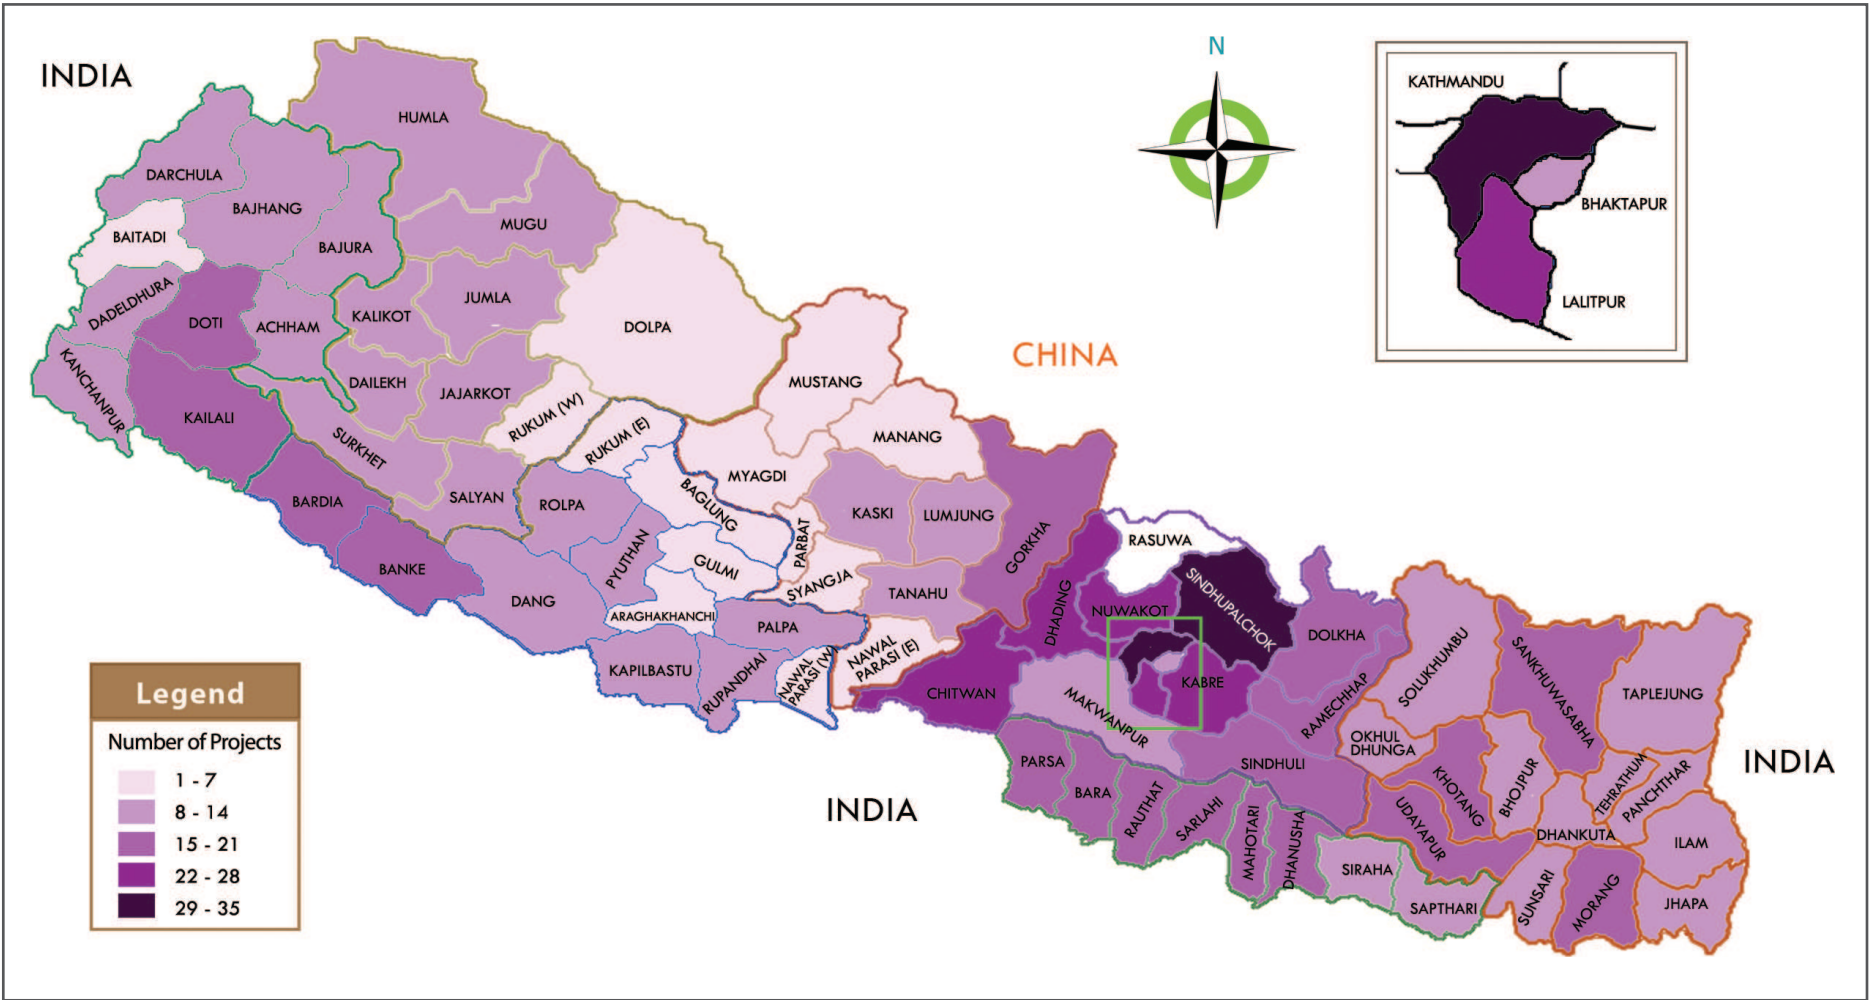 INDIA
N
KATHMANDU
BHAKTAPUR
LALITPUR
HUMLA
DARCHULA
BAJHANG
BAITADI
BAJURA
MUGU
DADELDHURA
DOTI
ACHHAM
KALIKOT
JUMLA
DOLPA
CHINA
KANCHANPUR
KAILALI
DAILEKH
JAJARKOT
RUKUM (W)
RUKUM (E)
MUSTANG
MANANG
SURKHET
SALYAN
BARDIA
BANKE
ROLPA
BAGLUNG
MYAGDI
KASKI
LUMJUNG
GORKHA
PARBAT
PYUTHAN
GULMI
SYANGJA
TANAHU
DANG
ARAGHAKHANCHI
PALPA
KAPILBASTU
RUPANDHAI
NAWAL
PARASI (W)
NAWAL
PARASI (E)
CHITWAN
DHADING
RASUWA
NUWAKOT
SINDHUPALCHOK
DOLKHA
KABRE
MAKWANPUR
RAMECHHAP
SOLUKHUMBU
SANKHUWASABHA
TAPLEJUNG
OKHUL
DHUNGA
SINDHULI
PARSA
BARA
RAUTHAT
SARLAHI
MAHOTARI
DHANUSHA
SIRAHA
SAPTHARI
UDAYAPUR
KHOTANG
BHOJPUR
TEHRATHUM
PANCHTHAR
DHANKUTA
ILAM
SUNSARI
MORANG
JHAPA
INDIA
INDIA
Legend
Number of Projects
1 - 7
8 - 14
15 - 21
22 - 28
29 - 35